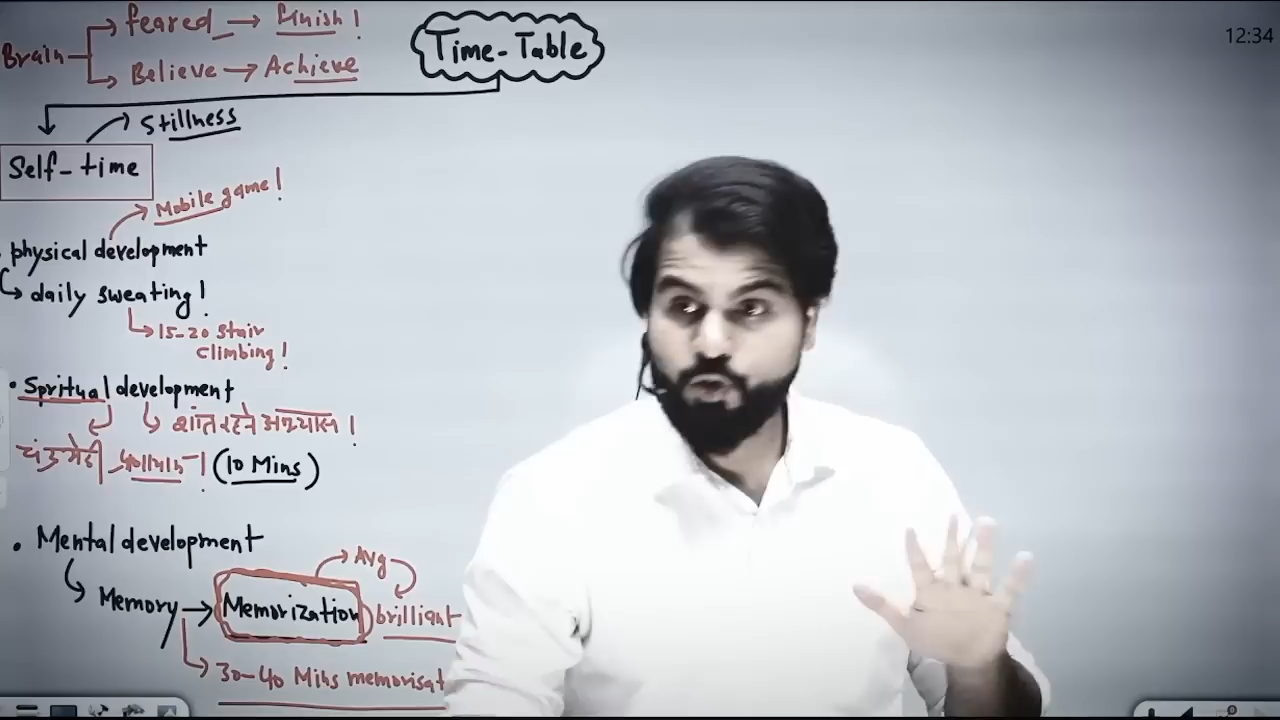 Brain
feared → finish !
Believe → Achieve
Time-Table
12:34
Stillness
Self-time
Mobile game !
physical development
daily sweating !
15-20 stair
climbing !
• Spritual development
शांत रहने अभ्यास !
(10 Mins)
• Mental development
Avg
Memory → Memorization brilliant
30-40 Mins memorisat